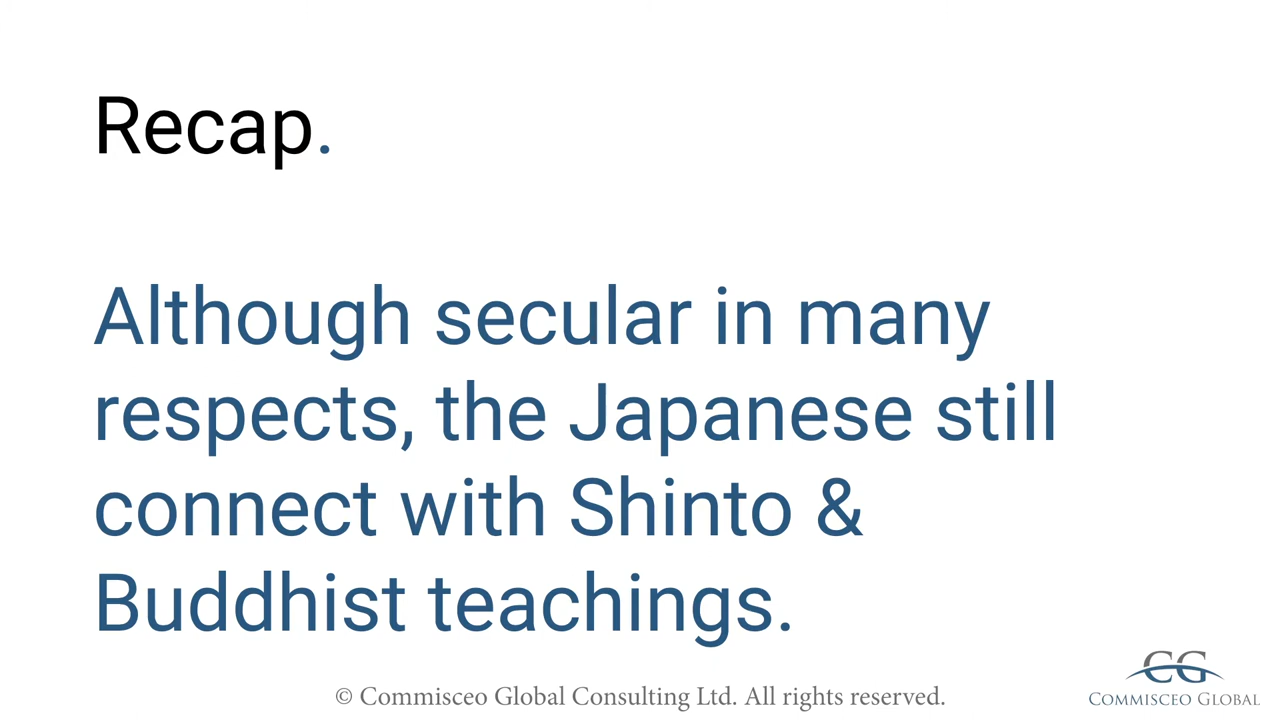 Recap.
Although secular in many
respects, the Japanese still
connect with Shinto &
Buddhist teachings.
© Commisceo Global Consulting Ltd. All rights reserved.
CG
COMMISCEO GLOBAL